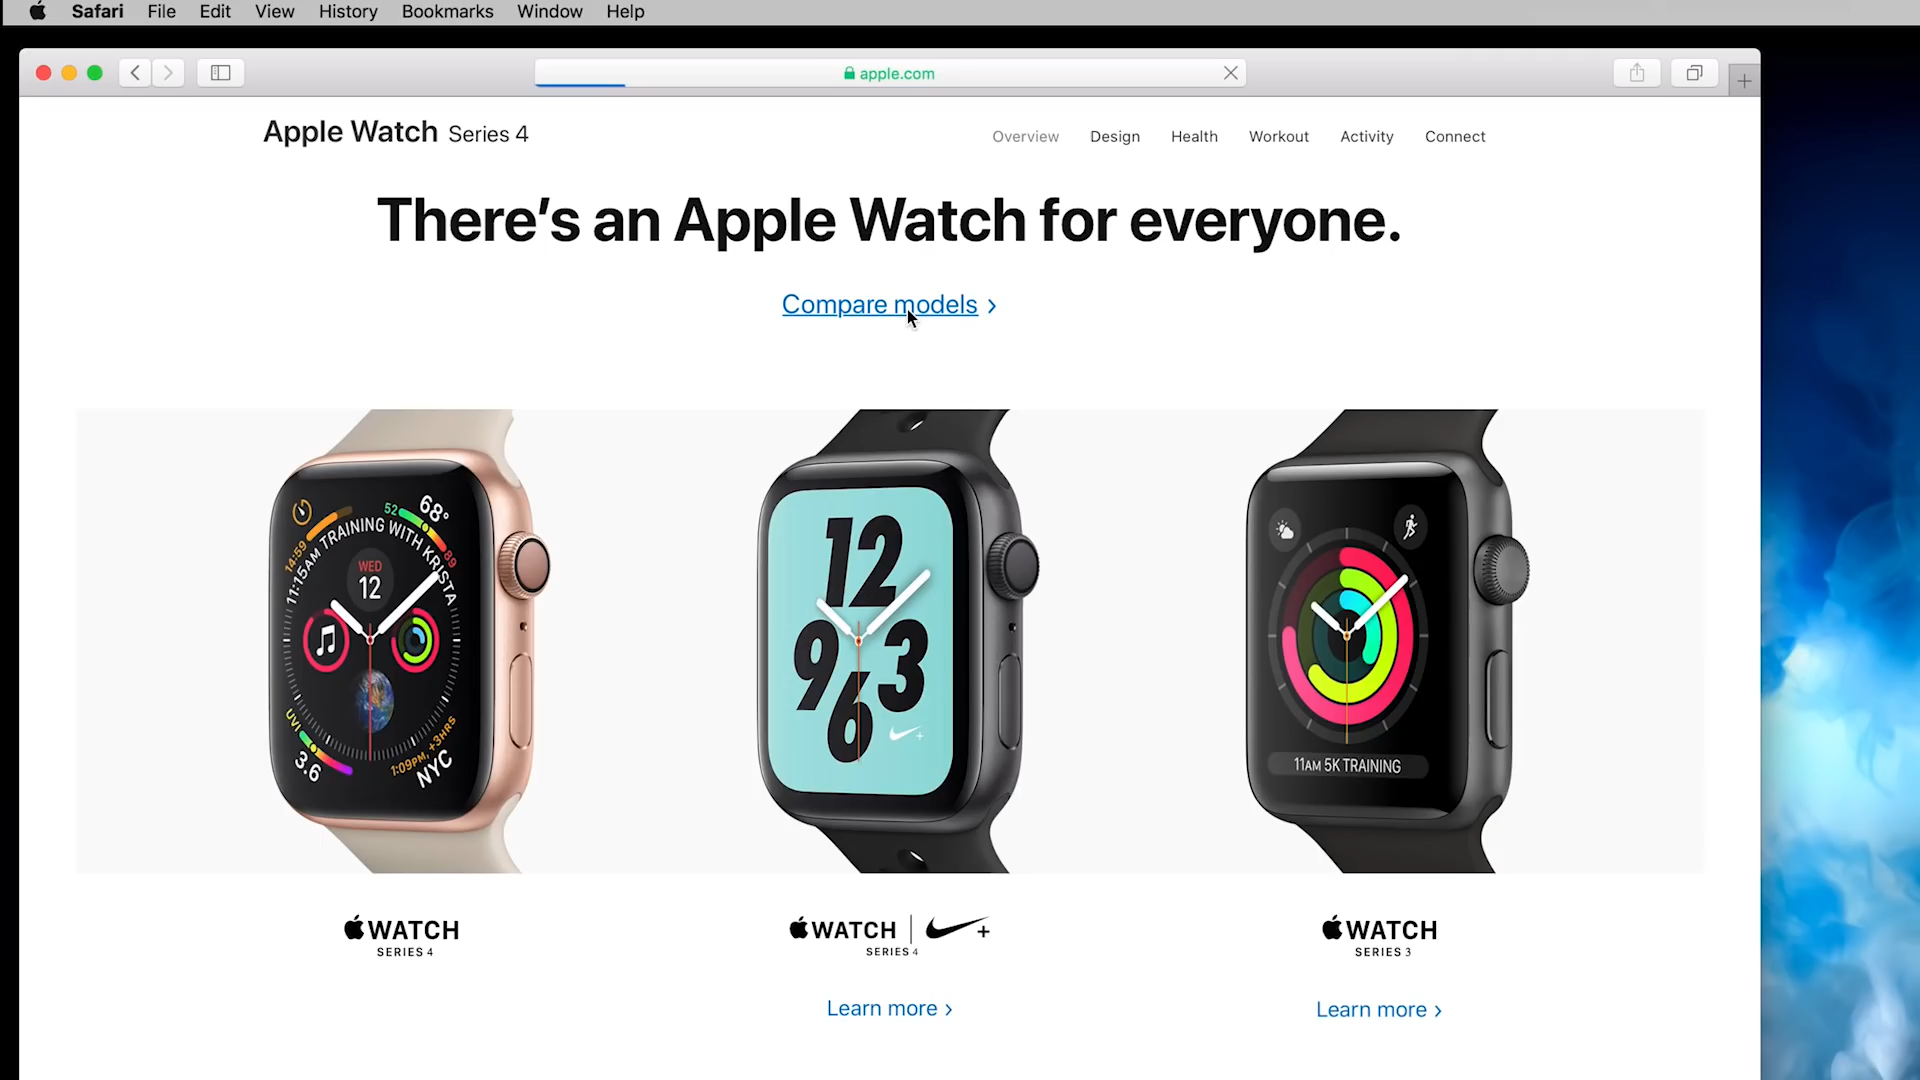 Safari File Edit View History Bookmarks Window Help
apple.com
Apple Watch Series 4
Overview Design Health Workout Activity Connect
There's an Apple Watch for everyone.
Compare models >
14:59
11:15AM TRAINING WITH KRISTA
52 68° 89
WED
12
UVI
3.6
1:09PM, +3HRS
NYC
12
9 3
6
11AM 5K TRAINING
WATCH
SERIES 4
WATCH | +
SERIES 4
WATCH
SERIES 3
Learn more >
Learn more >